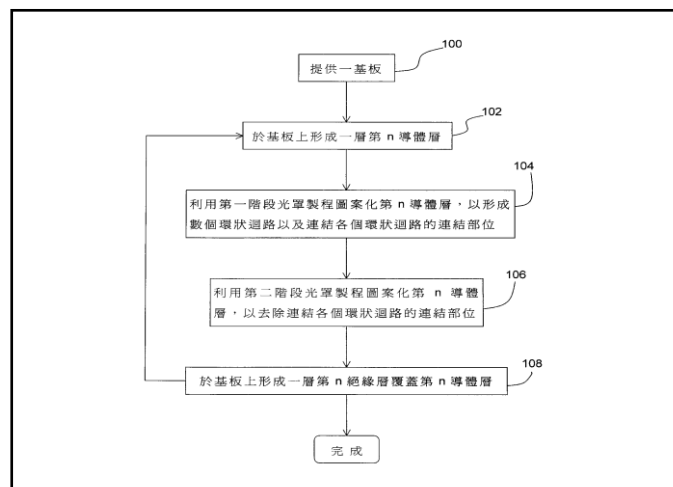 100
提供一基板
102
於基板上形成一層第 n 導體層
104
利用第一階段光罩製程圖案化第 n 導體層，以形成
數個環狀迴路以及連結各個環狀迴路的連結部位
106
利用第二階段光罩製程圖案化第 n 導體
層，以去除連結各個環狀迴路的連結部位
108
於基板上形成一層第 n 絕緣層覆蓋第 n 導體層
完成